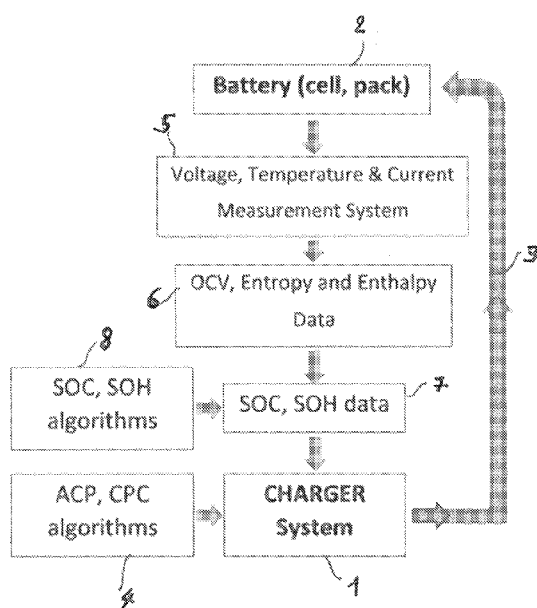 2
Battery (cell, pack)
5
Voltage, Temperature & Current
Measurement System
3
6
OCV, Entropy and Enthalpy
Data
8
7
SOC, SOH
algorithms
SOC, SOH data
ACP, CPC
algorithms
CHARGER
System
4
1